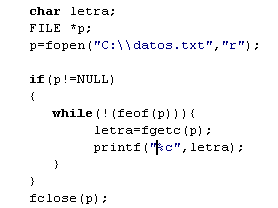 char letra;
FILE *p;
p=fopen("C:\\datos.txt","r");
if(p!=NULL)
{
while(!(feof(p))){
letra=fgetc(p);
printf("%c",letra);
}
}
fclose(p);